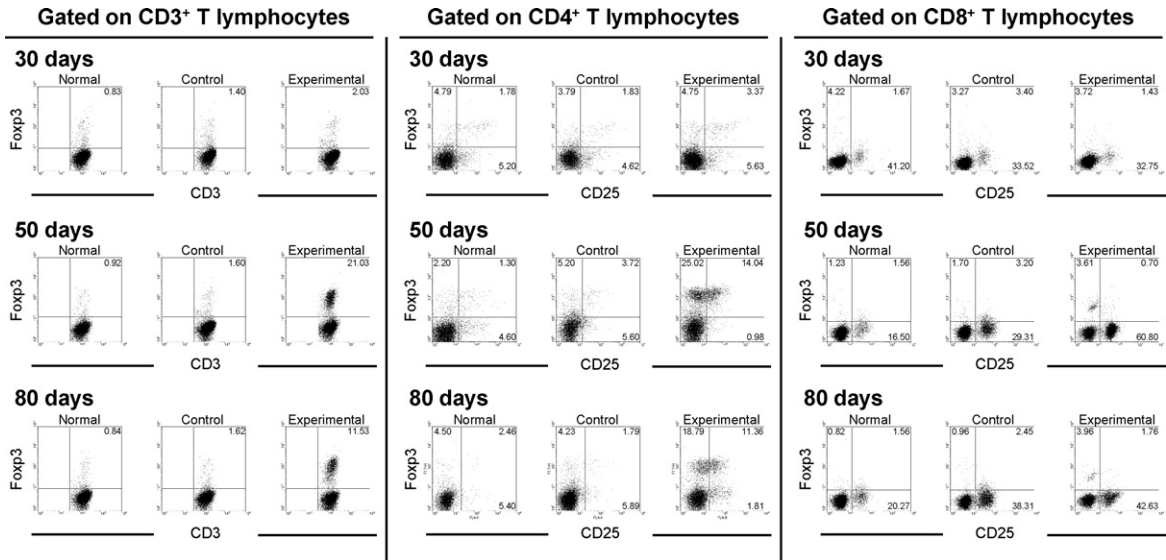 Gated on CD3⁺ T lymphocytes
30 days
Normal Control Experimental
0.83 1.40 2.03
Foxp3
CD3
50 days
Normal Control Experimental
0.92 1.60 21.03
Foxp3
CD3
80 days
Normal Control Experimental
0.84 1.62 11.53
Foxp3
CD3
Gated on CD4⁺ T lymphocytes
30 days
Normal Control Experimental
4.79 1.78 3.79 1.83 4.75 3.37
Foxp3
5.20 4.62 5.63
CD25
50 days
Normal Control Experimental
2.20 1.30 5.20 3.72 25.02 14.04
Foxp3
4.60 5.60 0.98
CD25
80 days
Normal Control Experimental
4.50 2.46 4.23 1.79 18.79 11.36
Foxp3
5.40 5.89 1.81
CD25
Gated on CD8⁺ T lymphocytes
30 days
Normal Control Experimental
4.22 1.67 3.27 3.40 3.72 1.43
Foxp3
41.20 33.52 32.75
CD25
50 days
Normal Control Experimental
1.23 1.56 1.70 3.20 3.61 0.70
Foxp3
16.50 29.31 60.80
CD25
80 days
Normal Control Experimental
0.82 1.56 0.96 2.45 3.96 1.76
Foxp3
20.27 38.31 42.63
CD25